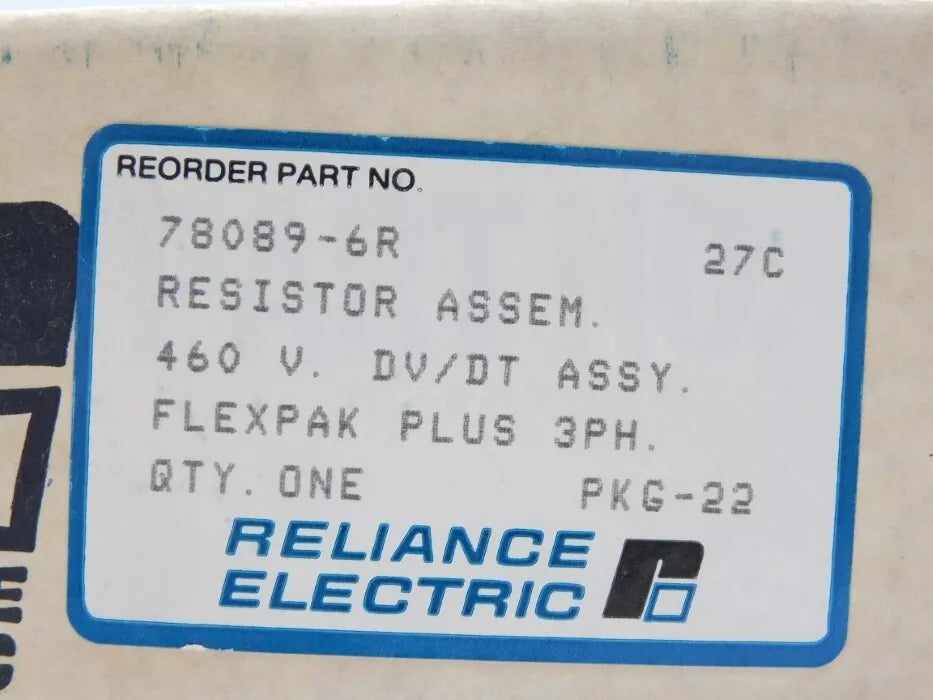 REORDER PART NO.
78089-6R 27C
RESISTOR ASSEM.
460 V. DV/DT ASSY.
FLEXPAK PLUS 3PH.
QTY. ONE PKG-22
RELIANCE
ELECTRIC